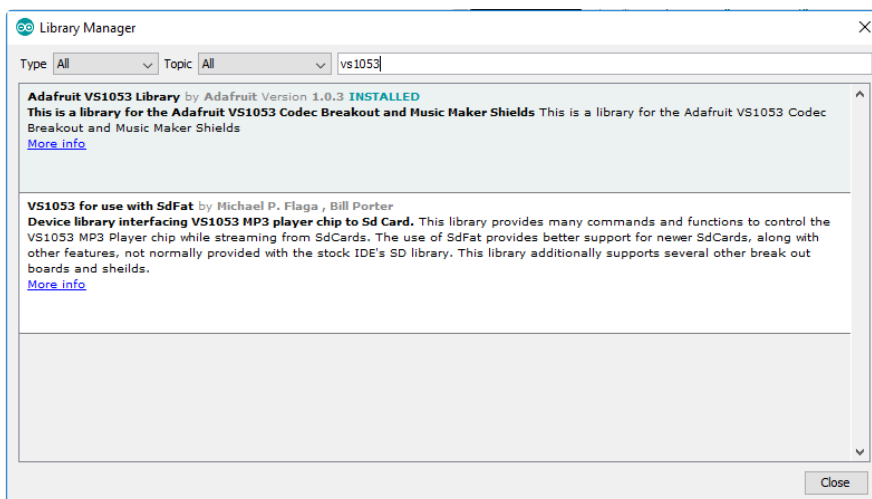 Library Manager
Type All Topic All vs1053
Adafruit VS1053 Library by Adafruit Version 1.0.3 INSTALLED
This is a library for the Adafruit VS1053 Codec Breakout and Music Maker Shields This is a library for the Adafruit VS1053 Codec
Breakout and Music Maker Shields
More info
VS1053 for use with SdFat by Michael P. Flaga , Bill Porter
Device library interfacing VS1053 MP3 player chip to Sd Card. This library provides many commands and functions to control the
VS1053 MP3 Player chip while streaming from SdCards. The use of SdFat provides better support for newer SdCards, along with
other features, not normally provided with the stock IDE's SD library. This library additionally supports several other break out
boards and sheilds.
More info
Close